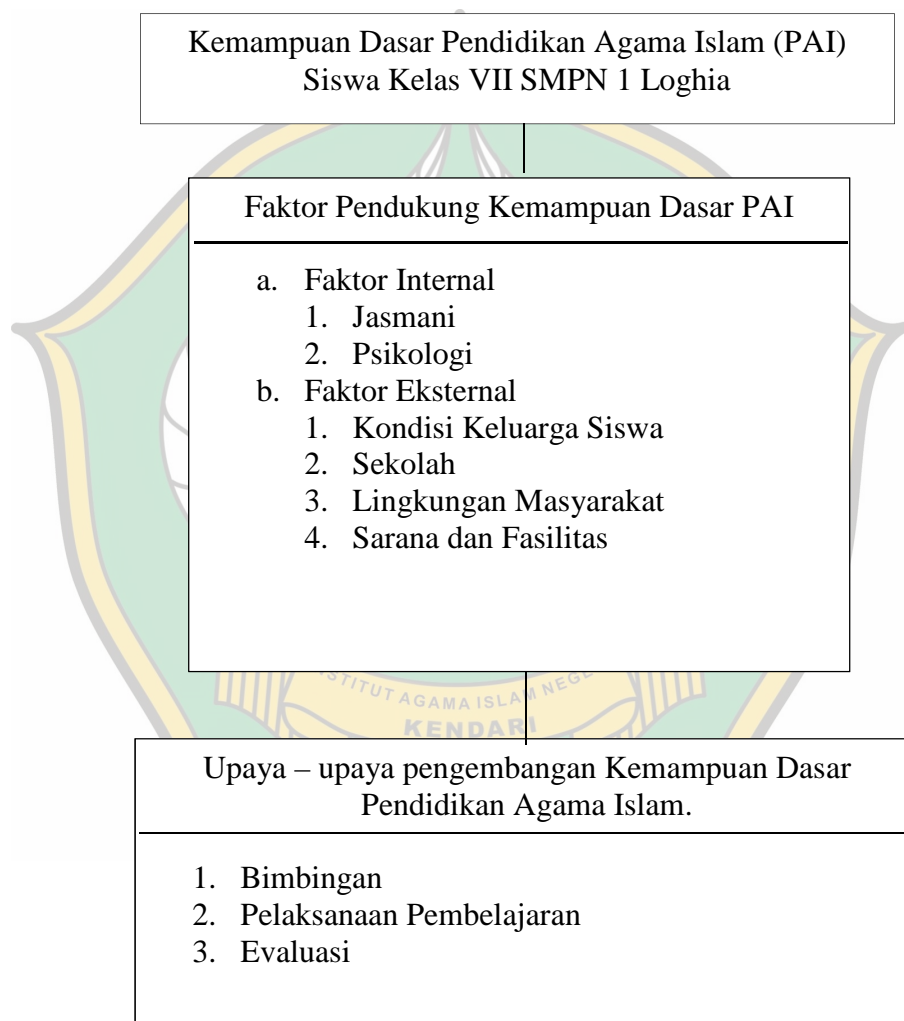 Kemampuan Dasar Pendidikan Agama Islam (PAI)
Siswa Kelas VII SMPN 1 Loghia
Faktor Pendukung Kemampuan Dasar PAI
a. Faktor Internal
1. Jasmani
2. Psikologi
b. Faktor Eksternal
1. Kondisi Keluarga Siswa
2. Sekolah
3. Lingkungan Masyarakat
4. Sarana dan Fasilitas
AGAMA ISLAM
KENDARI
Upaya – upaya pengembangan Kemampuan Dasar
Pendidikan Agama Islam.
1. Bimbingan
2. Pelaksanaan Pembelajaran
3. Evaluasi